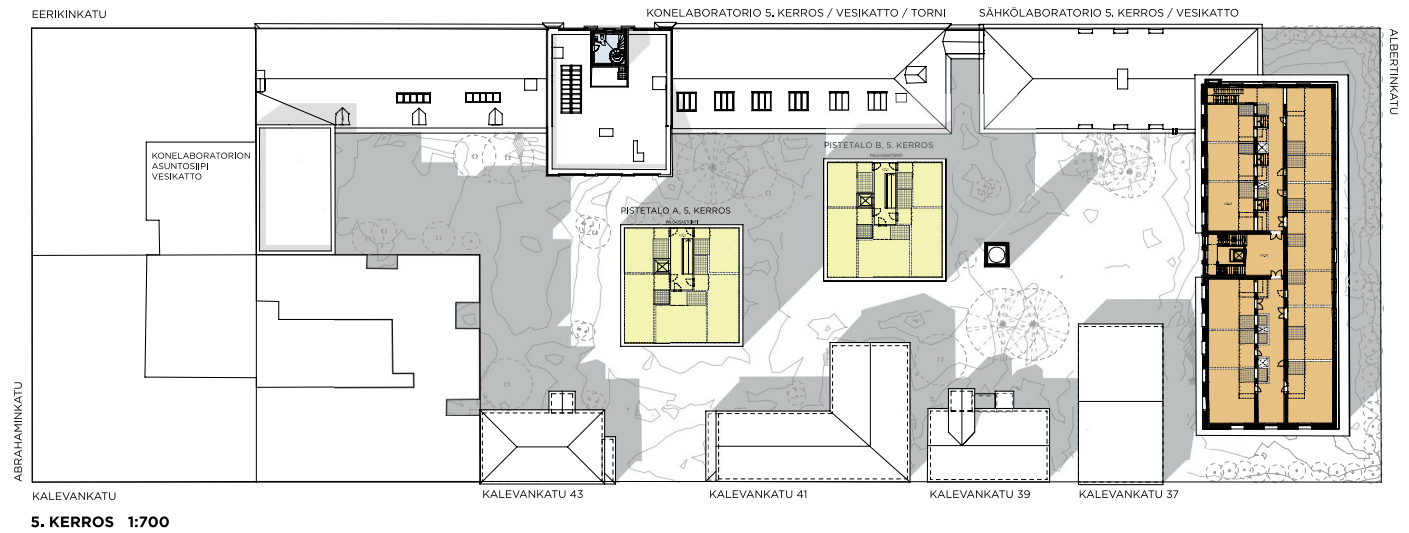 EERIKINKATU
KONELABORATORIO 5. KERROS / VESIKATTO / TORNI
SÄHKÖLABORATORIO 5. KERROS / VESIKATTO
ALBERTINKATU
KONELABORATORION
ASUNTOSIIPI
VESIKATTO
PISTETALO B, 5. KERROS
PISTETALO A, 5. KERROS
ABRAHAMINKATU
KALEVANKATU
KALEVANKATU 43
KALEVANKATU 41
KALEVANKATU 39
KALEVANKATU 37
5. KERROS 1:700